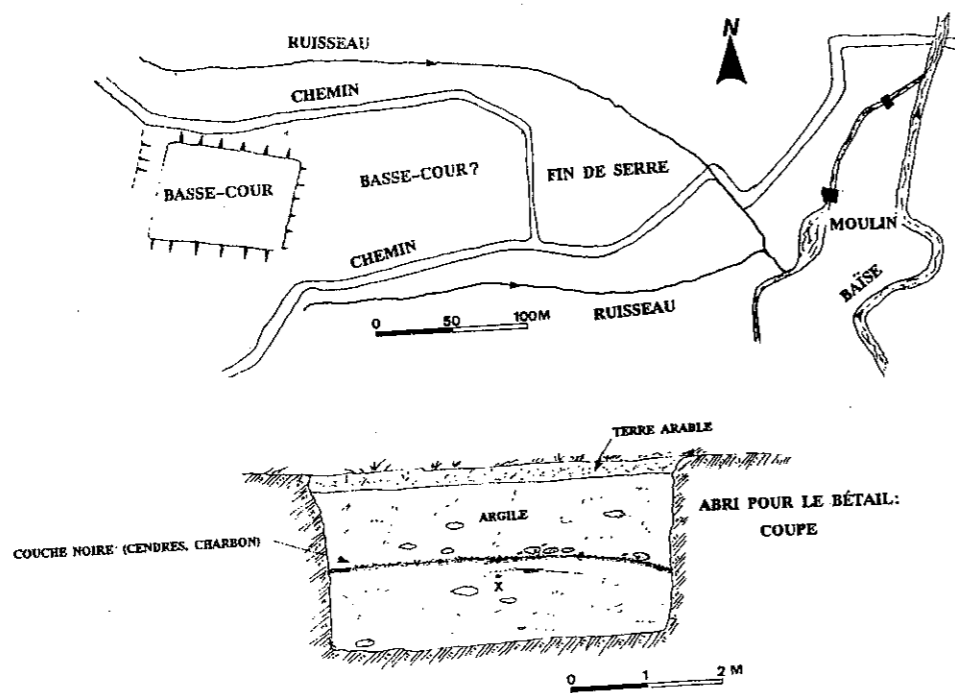 RUISSEAU
N
CHEMIN
BASSE-COUR
BASSE-COUR?
FIN DE SERRE
MOULIN
CHEMIN
BAÏSE
RUISSEAU
0 50 100M
TERRE ARABLE
ARGILE
ABRI POUR LE BÉTAIL:
COUPE
COUCHE NOIRE (CENDRES, CHARBON)
X
0 1 2 M